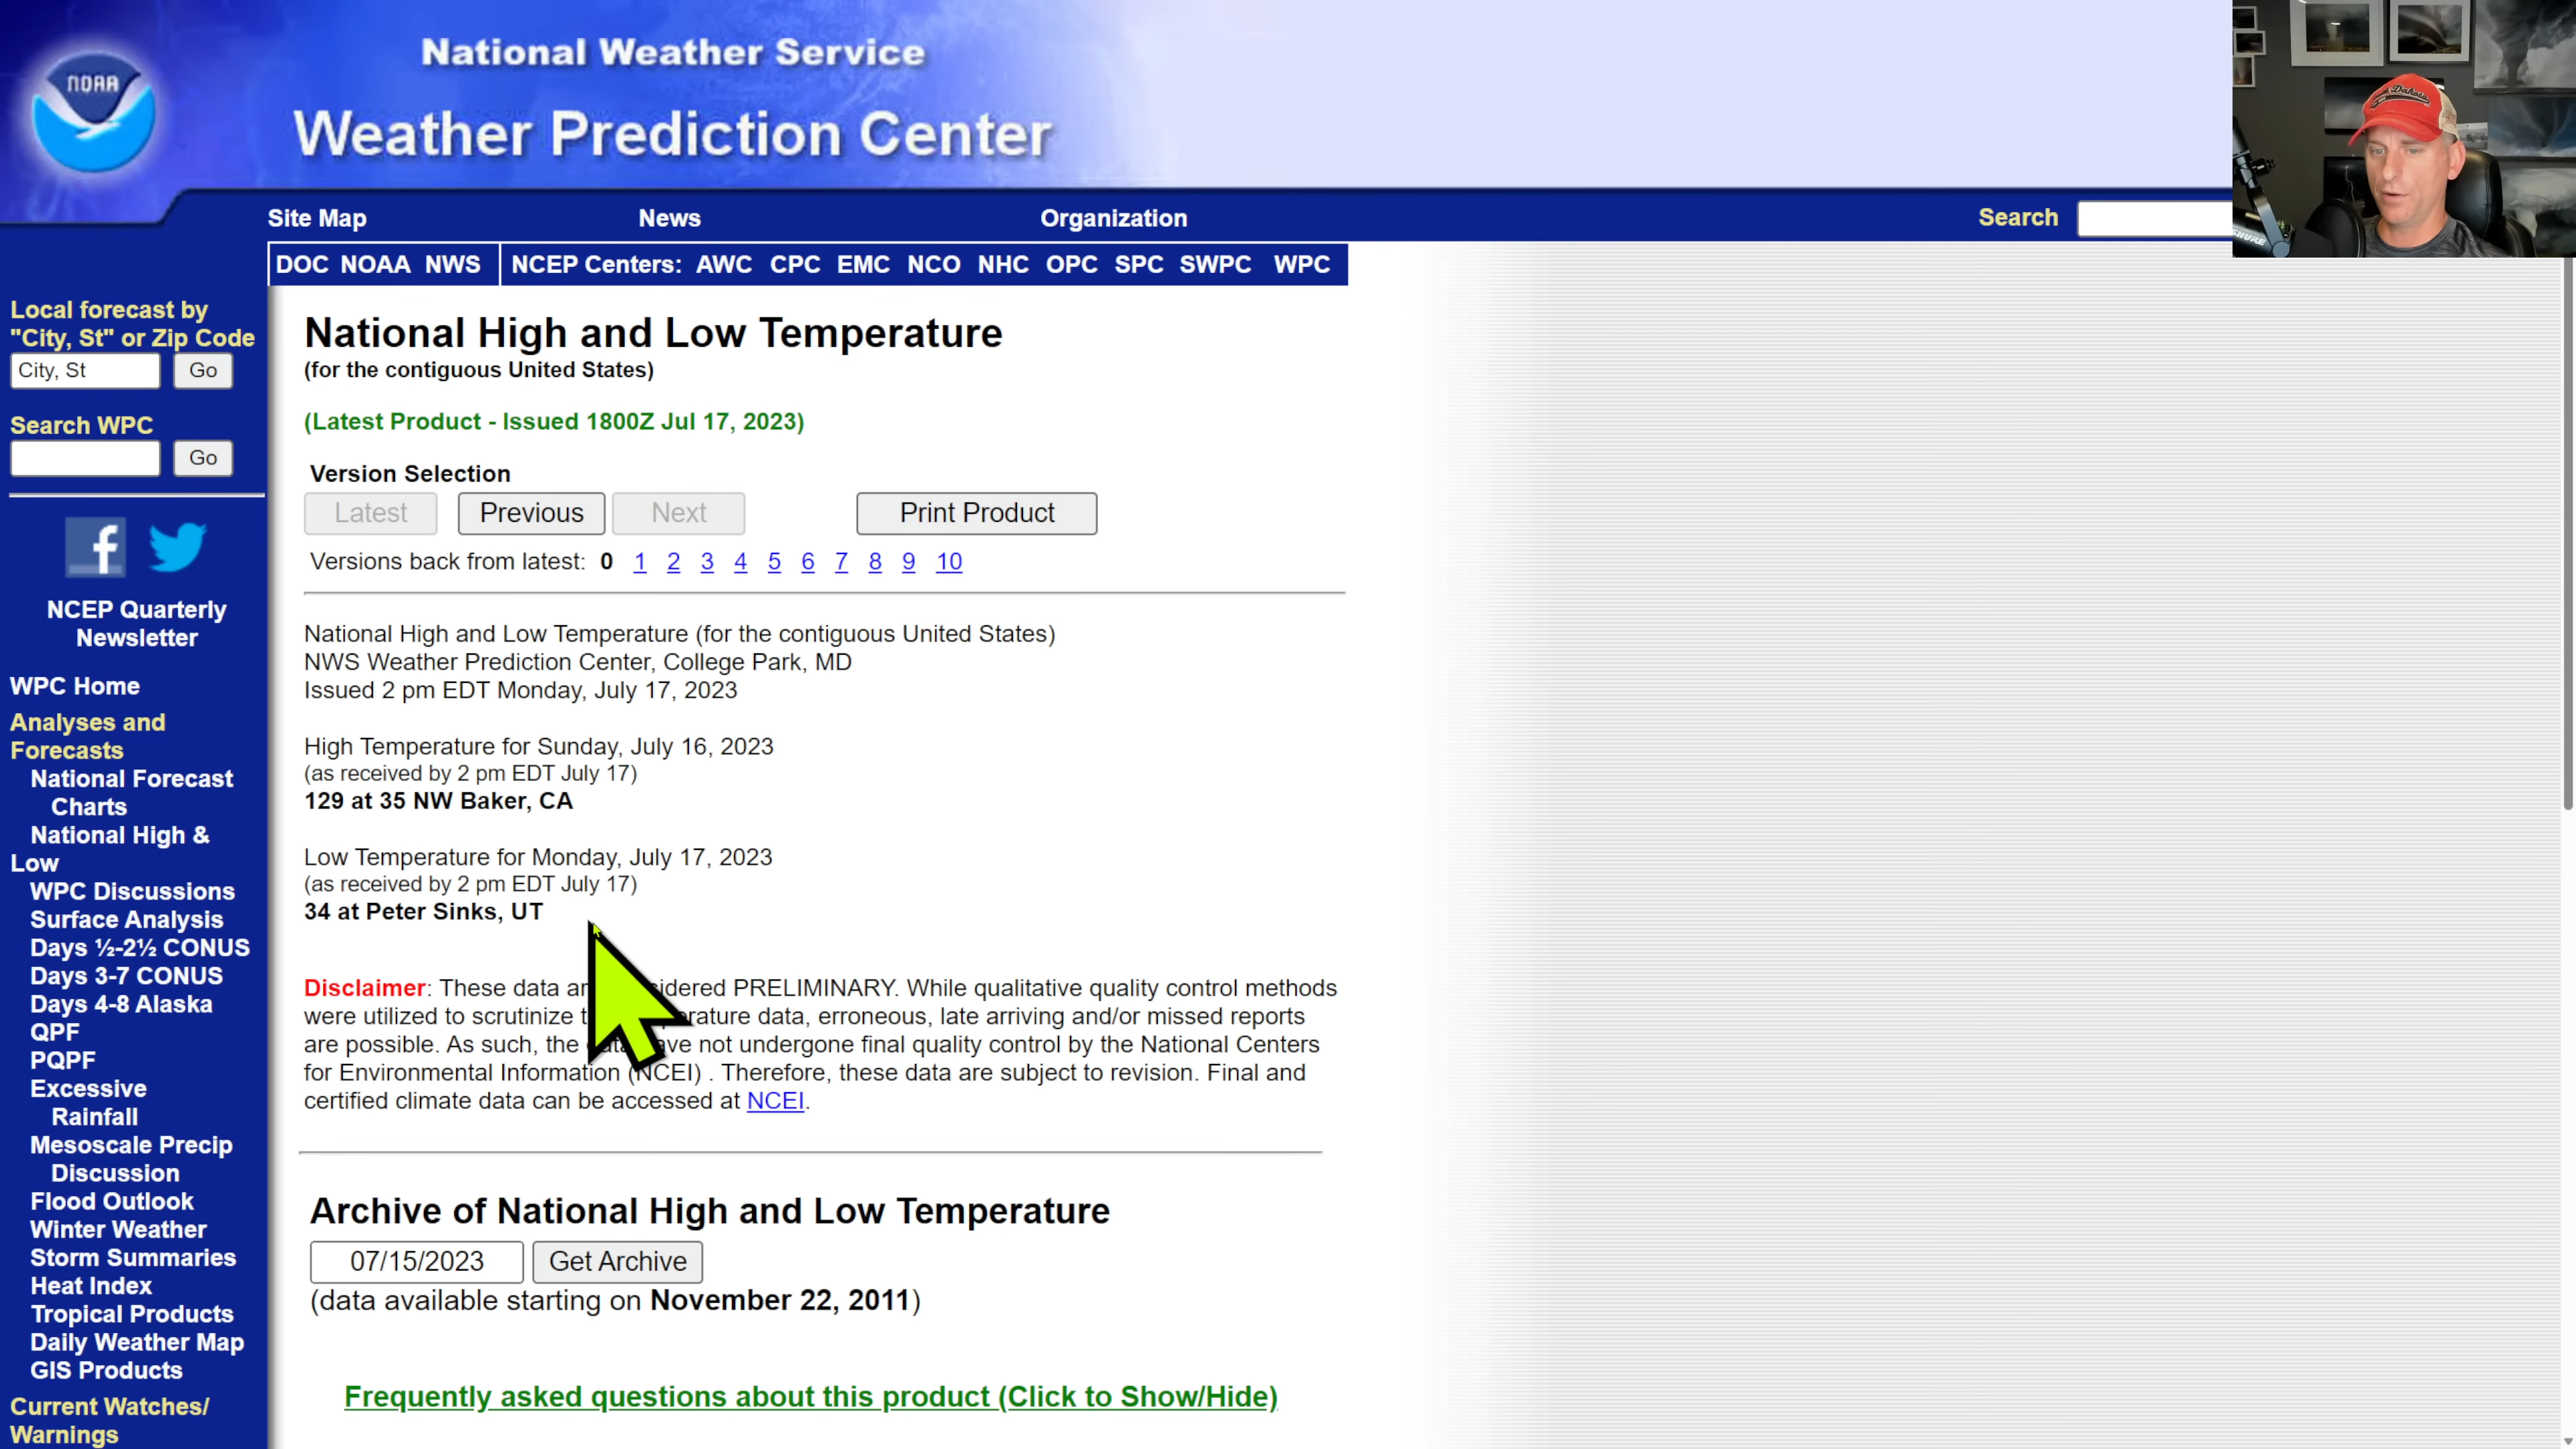 NOAA
National Weather Service
Weather Prediction Center
Site Map
News
Organization
Search
DOC NOAA NWS
NCEP Centers: AWC CPC EMC NCO NHC OPC SPC SWPC WPC
Local forecast by
"City, St" or Zip Code
City, St
Go
Search WPC
Go
NCEP Quarterly
Newsletter
WPC Home
Analyses and
Forecasts
National Forecast
Charts
National High &
Low
WPC Discussions
Surface Analysis
Days ½-2½ CONUS
Days 3-7 CONUS
Days 4-8 Alaska
QPF
PQPF
Excessive
Rainfall
Mesoscale Precip
Discussion
Flood Outlook
Winter Weather
Storm Summaries
Heat Index
Tropical Products
Daily Weather Map
GIS Products
Current Watches/
Warnings
National High and Low Temperature
(for the contiguous United States)
(Latest Product - Issued 1800Z Jul 17, 2023)
Version Selection
Latest
Previous
Next
Print Product
Versions back from latest: 0 1 2 3 4 5 6 7 8 9 10
National High and Low Temperature (for the contiguous United States)
NWS Weather Prediction Center, College Park, MD
Issued 2 pm EDT Monday, July 17, 2023
High Temperature for Sunday, July 16, 2023
(as received by 2 pm EDT July 17)
129 at 35 NW Baker, CA
Low Temperature for Monday, July 17, 2023
(as received by 2 pm EDT July 17)
34 at Peter Sinks, UT
Disclaimer: These data PRELIMINARY. While qualitative quality control methods
were utilized to scrutinize data, erroneous, late arriving and/or missed reports
are possible. As such, the not undergone final quality control by the National Centers
for Environmental Information (NCEI) . Therefore, these data are subject to revision. Final and
certified climate data can be accessed at NCEI.
Archive of National High and Low Temperature
07/15/2023
Get Archive
(data available starting on November 22, 2011)
Frequently asked questions about this product (Click to Show/Hide)
Dakota
SHURE